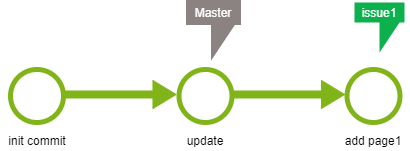 Master
issue1
init commit
update
add page1